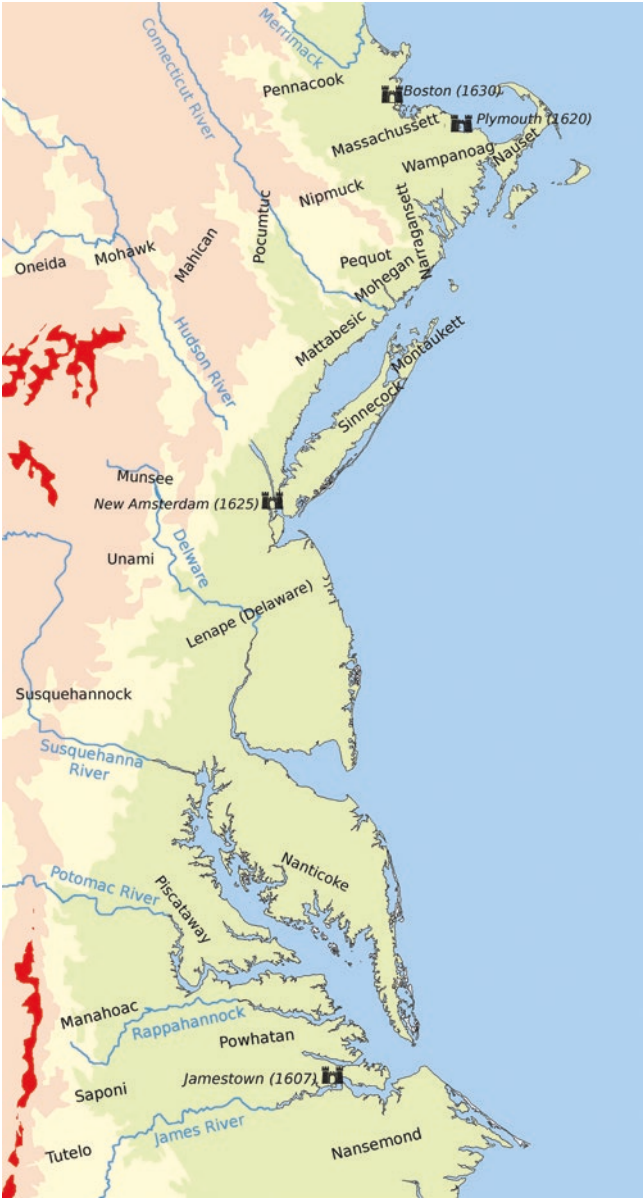 Merrimack
Connecticut River
Pennacook
Boston (1630)
Plymouth (1620)
Massachussett
Wampanoag
Nauset
Nipmuck
Pocumtuc
Narragansett
Mahican
Mohawk
Oneida
Pequot
Mohegan
Mattabesic
Hudson River
Montaukett
Sinnecock
Munsee
New Amsterdam (1625)
Delware
Unami
Lenape (Delaware)
Susquehannock
Susquehanna
River
Nanticoke
Potomac River
Piscataway
Manahoac
Rappahannock
Powhatan
Jamestown (1607)
Saponi
James River
Nansemond
Tutelo